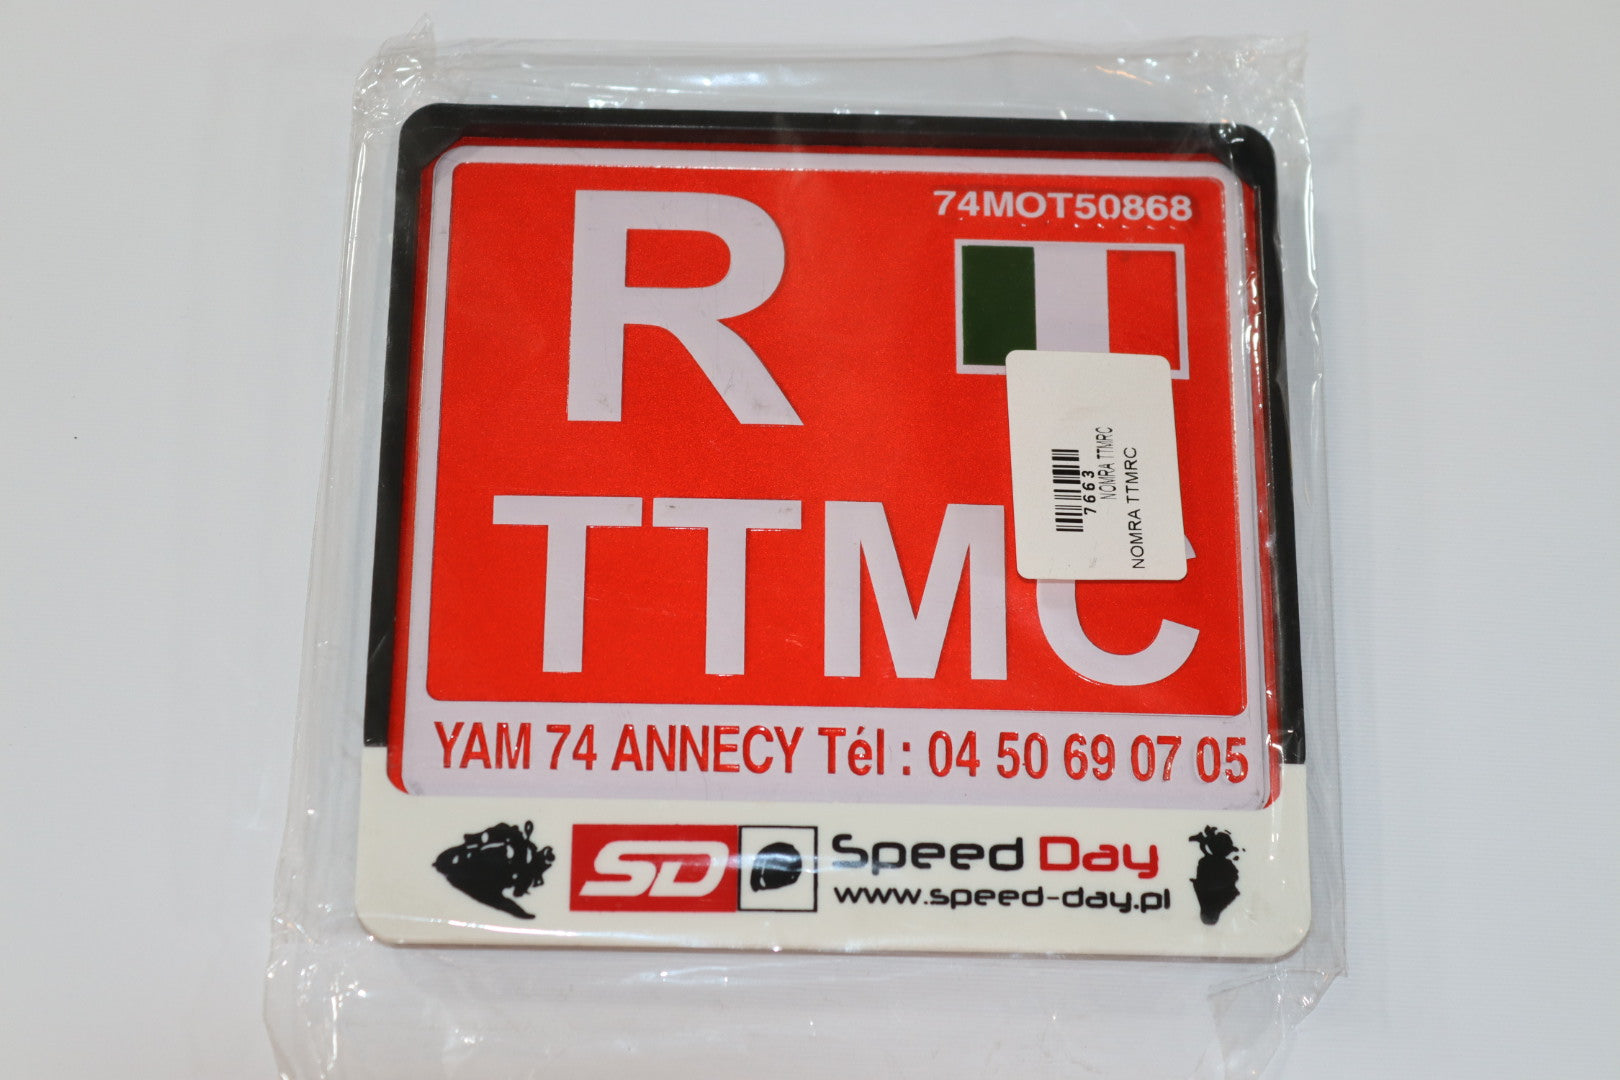 R
74MOT50868
7663
NOMRA TTMRC
NOMRA TTMRC
TTMC
YAM 74 ANNECY Tél : 04 50 69 07 05
SD Speed Day
www.speed-day.pl